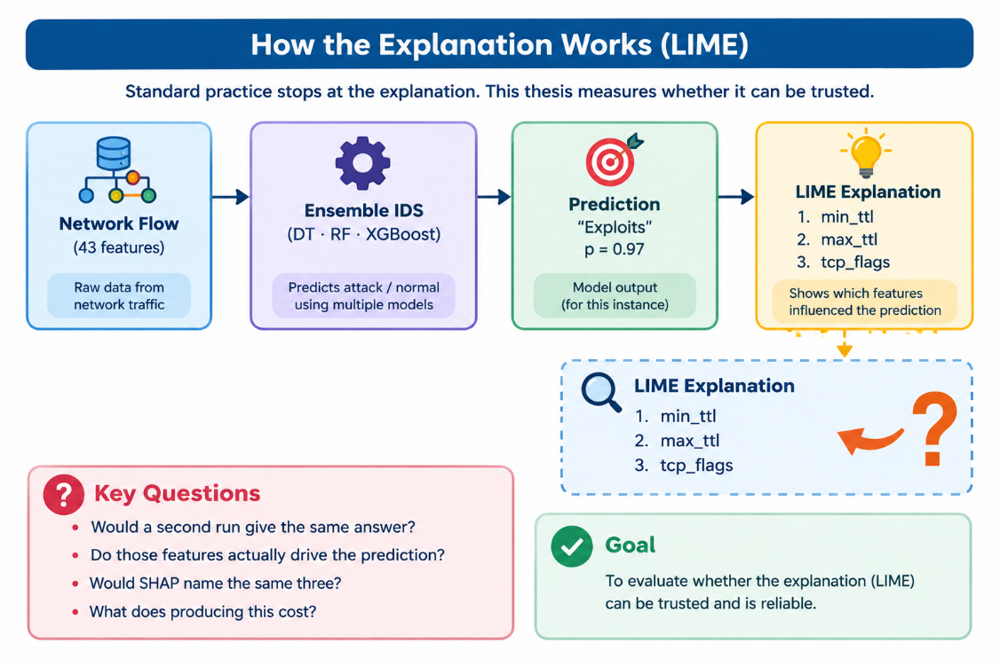 How the Explanation Works (LIME)
Standard practice stops at the explanation. This thesis measures whether it can be trusted.
Network Flow
(43 features)
Raw data from
network traffic
Ensemble IDS
(DT · RF · XGBoost)
Predicts attack / normal
using multiple models
Prediction
“Exploits”
p = 0.97
Model output
(for this instance)
LIME Explanation
1. min_ttl
2. max_ttl
3. tcp_flags
Shows which features
influenced the prediction
LIME Explanation
1. min_ttl
2. max_ttl
3. tcp_flags
?
? Key Questions
• Would a second run give the same answer?
• Do those features actually drive the prediction?
• Would SHAP name the same three?
• What does producing this cost?
Goal
To evaluate whether the explanation (LIME)
can be trusted and is reliable.